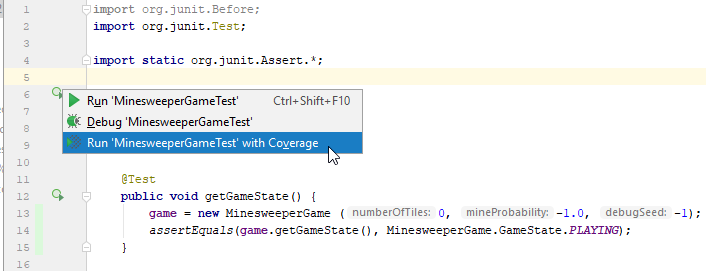 1 import org.junit.Before;
2 import org.junit.Test;
3
4 import static org.junit.Assert.*;
5
6
Run 'MinesweeperGameTest' Ctrl+Shift+F10
Debug 'MinesweeperGameTest'
Run 'MinesweeperGameTest' with Coverage
10
11 @Test
12 public void getGameState() {
13 game = new MinesweeperGame ( numberOfTiles: 0, mineProbability: -1.0, debugSeed: -1);
14 assertEquals(game.getGameState(), MinesweeperGame.GameState.PLAYING);
15 }
16